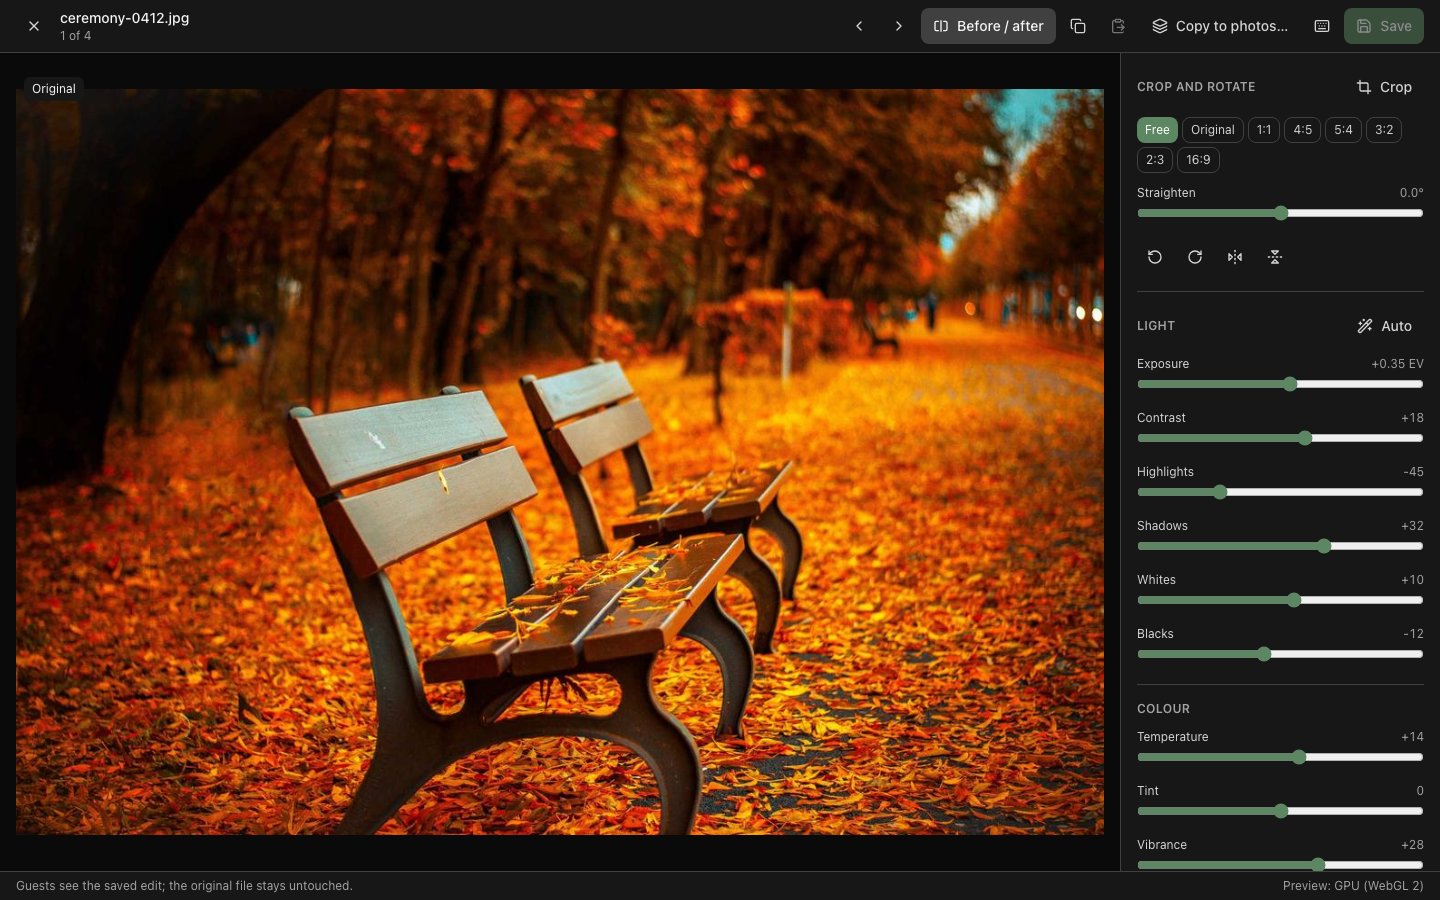 ceremony-0412.jpg
1 of 4
Before / after
Copy to photos...
Save
Original
CROP AND ROTATE
Crop
Free
Original
1:1
4:5
5:4
3:2
2:3
16:9
Straighten
0.0°
LIGHT
Auto
Exposure
+0.35 EV
Contrast
+18
Highlights
-45
Shadows
+32
Whites
+10
Blacks
-12
COLOUR
Temperature
+14
Tint
0
Vibrance
+28
Guests see the saved edit; the original file stays untouched.
Preview: GPU (WebGL 2)